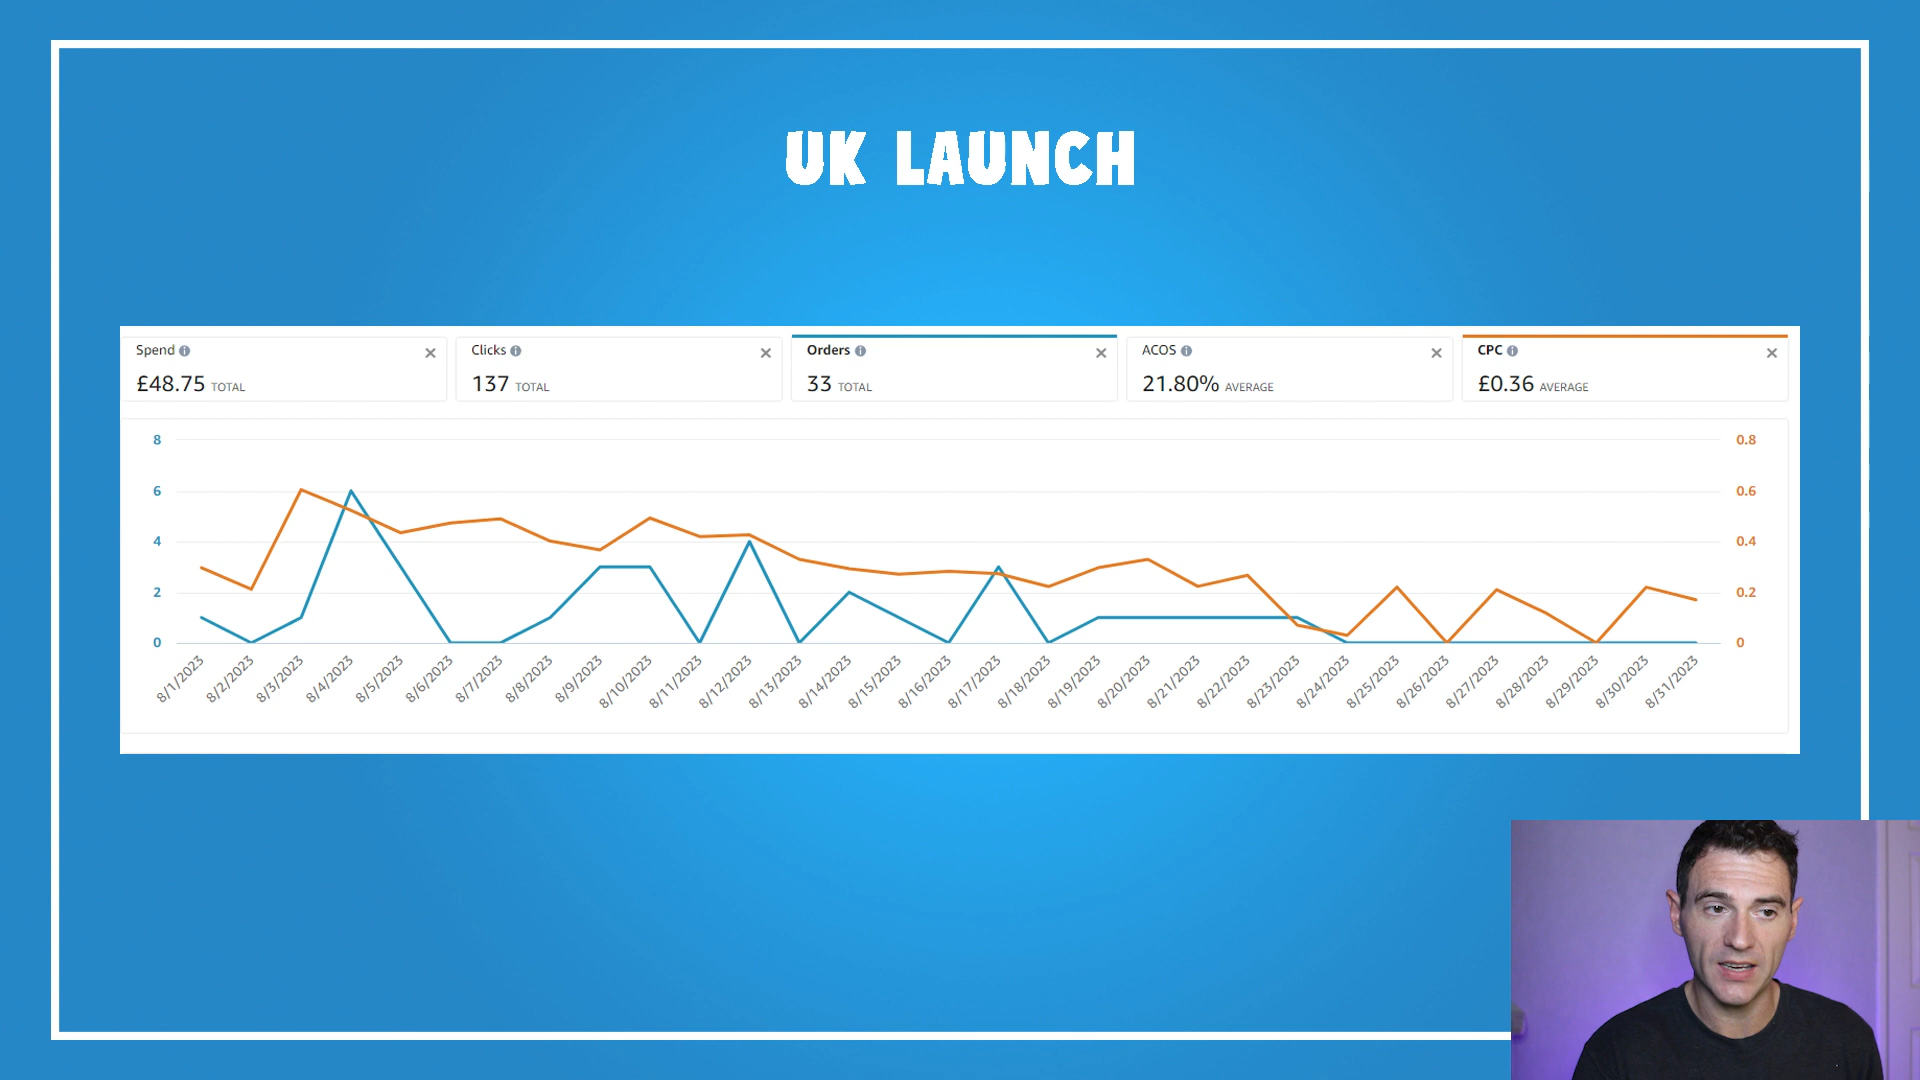 UK LAUNCH
Spend Clicks Orders ACOS CPC
£48.75 TOTAL 137 TOTAL 33 TOTAL 21.80% AVERAGE £0.36 AVERAGE
8 0.8
6 0.6
4 0.4
2 0.2
0 0
8/1/2023 8/2/2023 8/3/2023 8/4/2023 8/5/2023 8/6/2023 8/7/2023 8/8/2023 8/9/2023 8/10/2023 8/11/2023 8/12/2023 8/13/2023 8/14/2023 8/15/2023 8/16/2023 8/17/2023 8/18/2023 8/19/2023 8/20/2023 8/21/2023 8/22/2023 8/23/2023 8/24/2023 8/25/2023 8/26/2023 8/27/2023 8/28/2023 8/29/2023 8/30/2023 8/31/2023